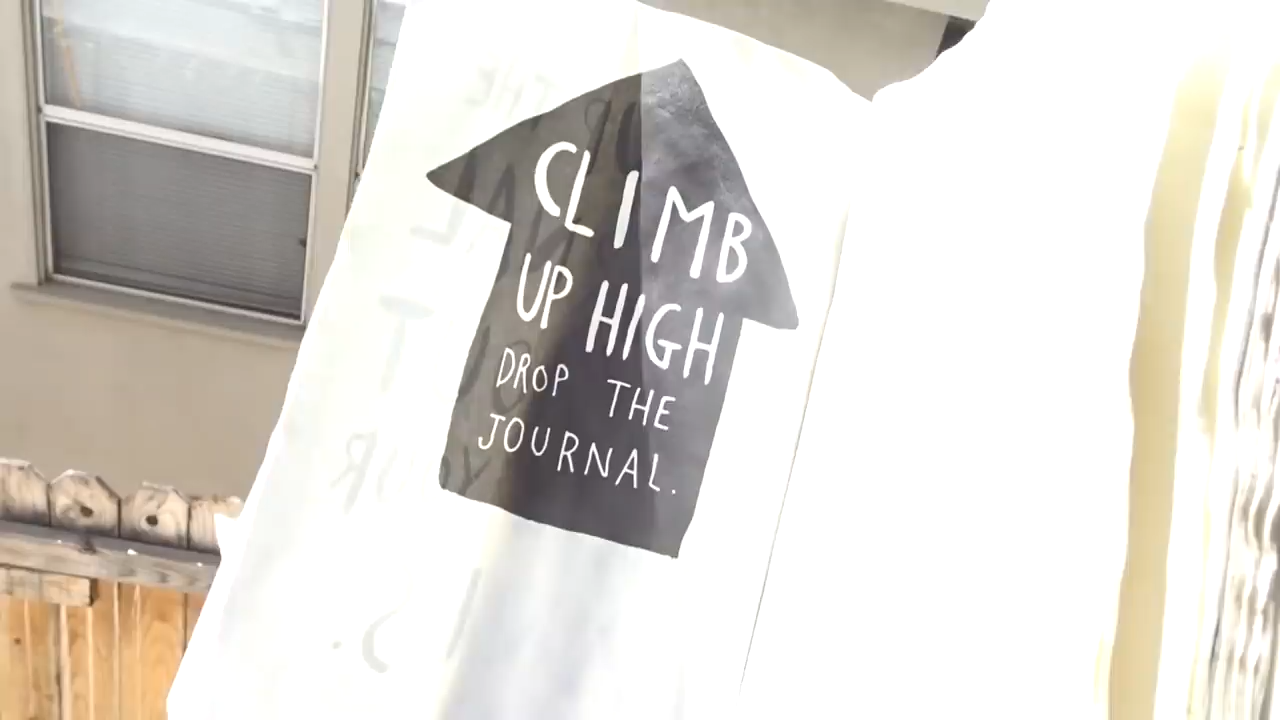 CLIMB
UP HIGH
DROP THE
JOURNAL.